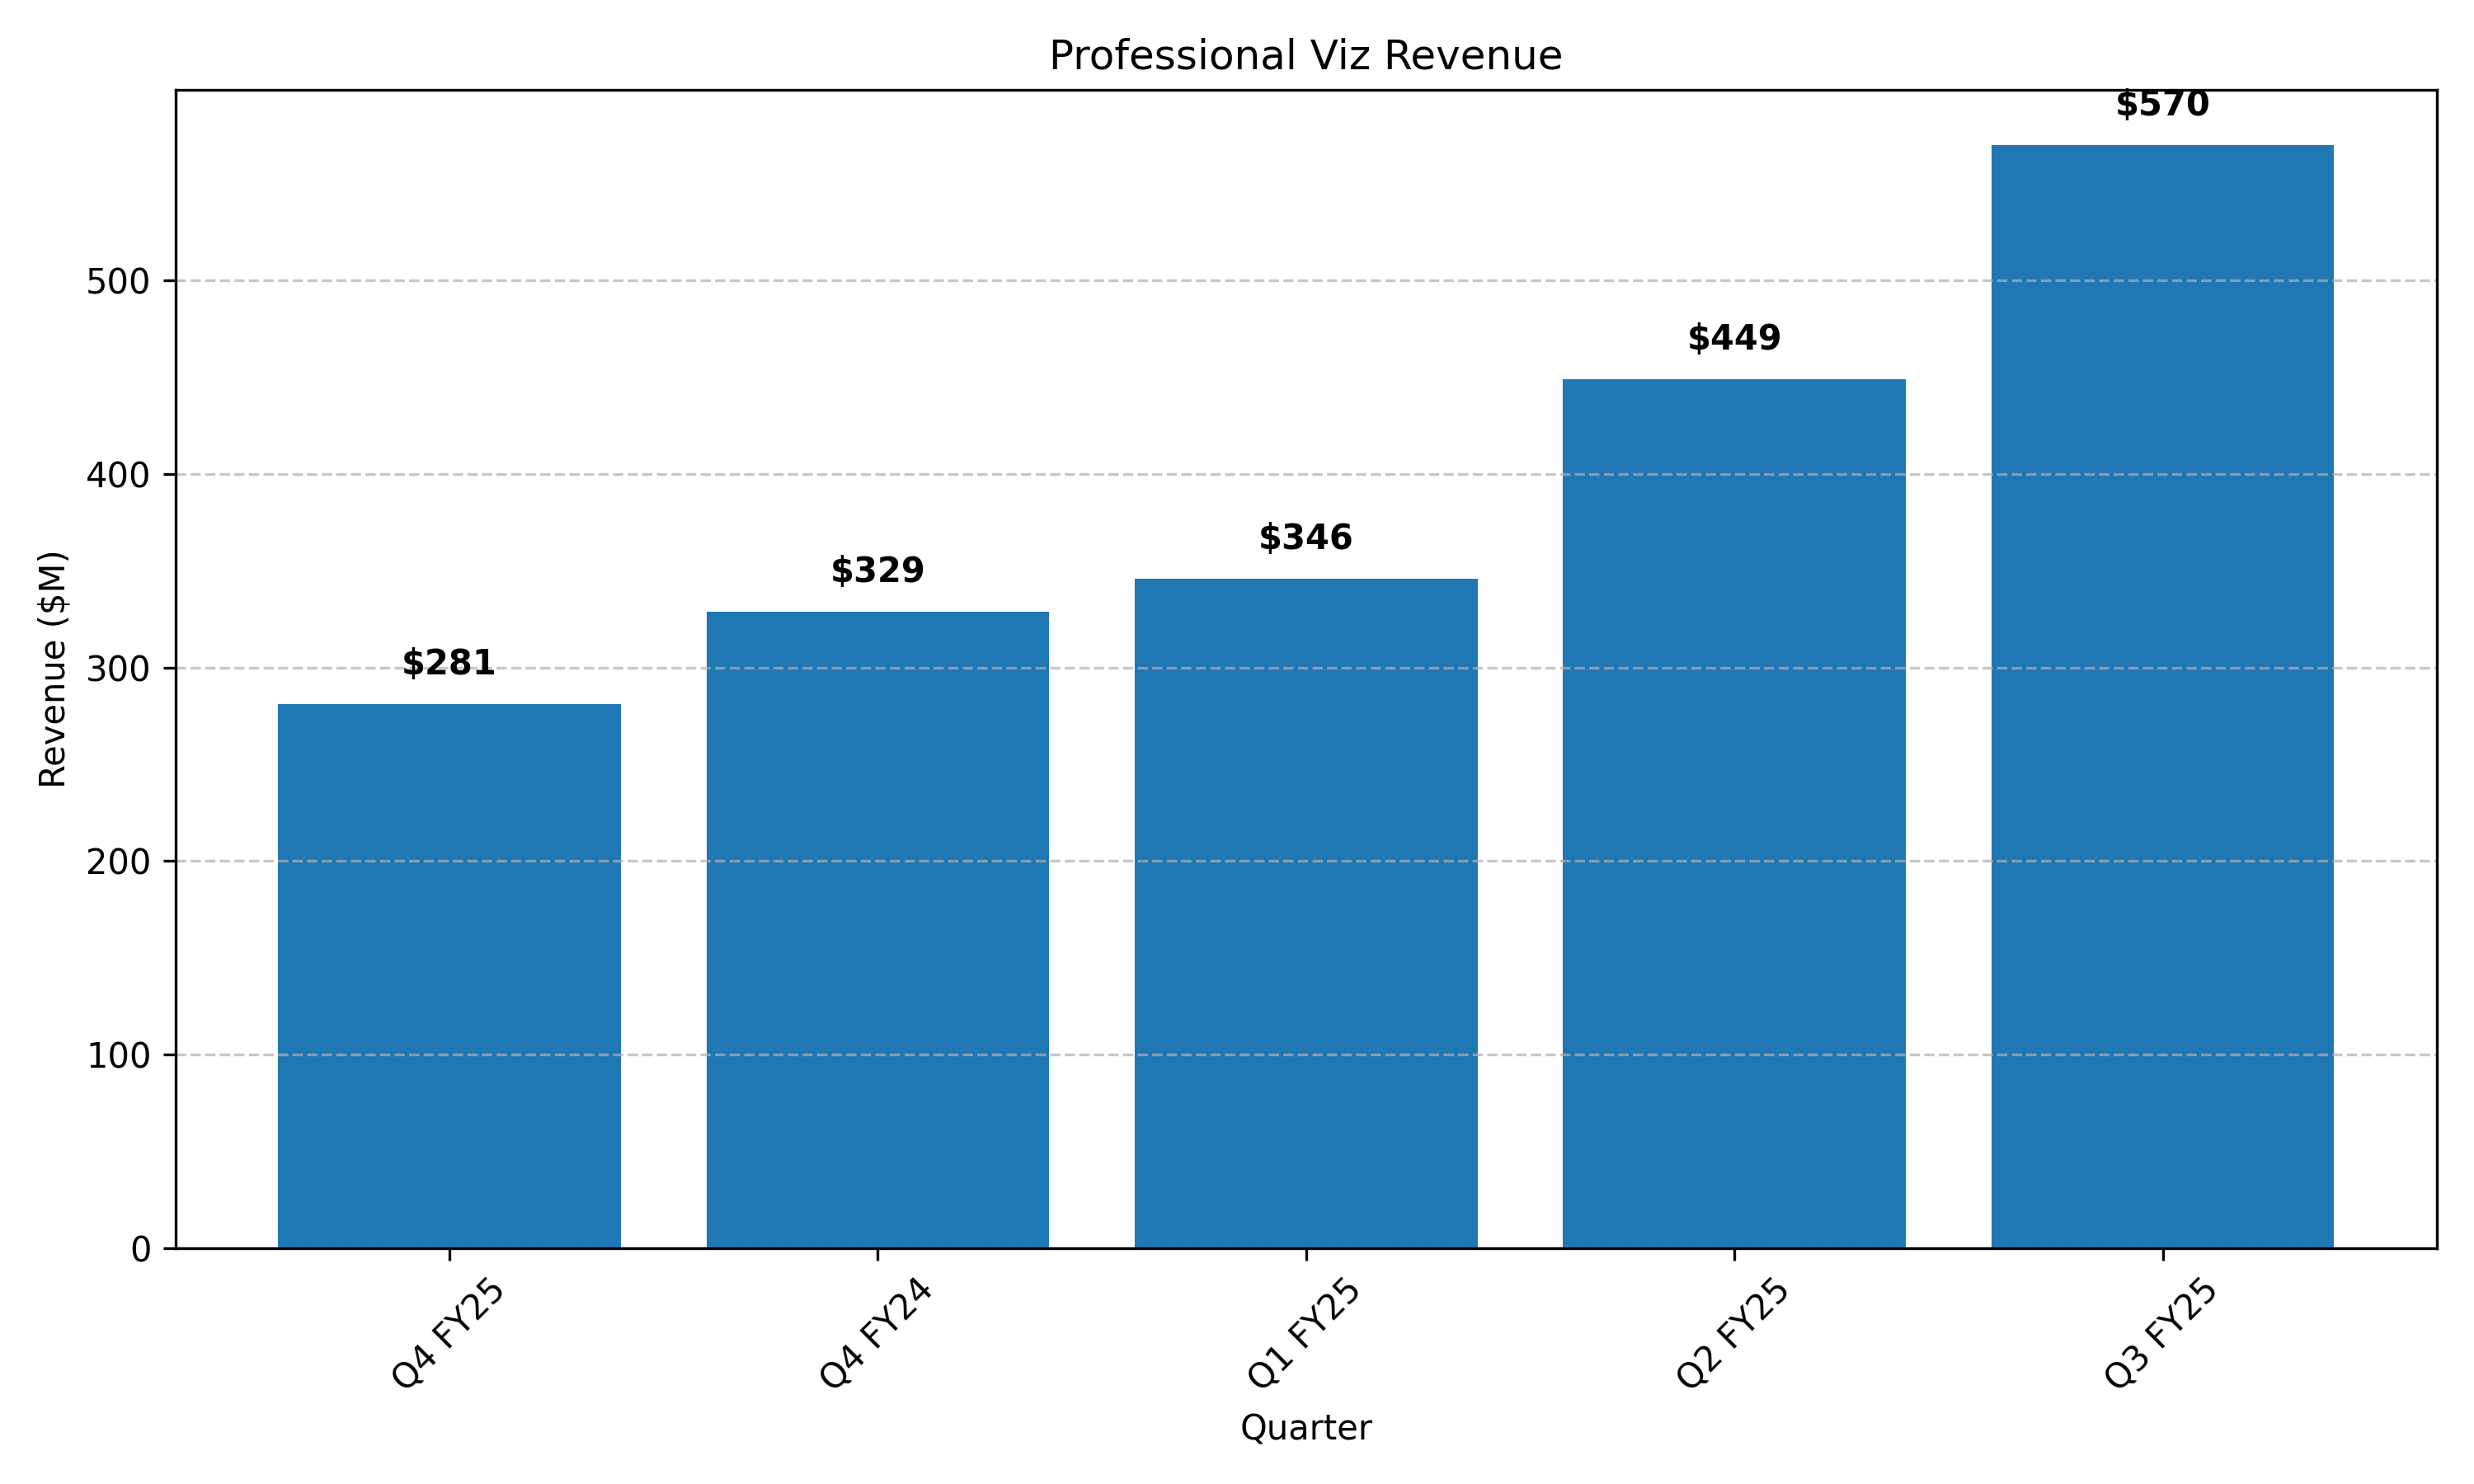 Professional Viz Revenue
$570
500
$449
400
$346
$329
Revenue ($M)
300
$281
200
100
0
Q4 FY25
Q4 FY24
Q1 FY25
Q2 FY25
Q3 FY25
Quarter